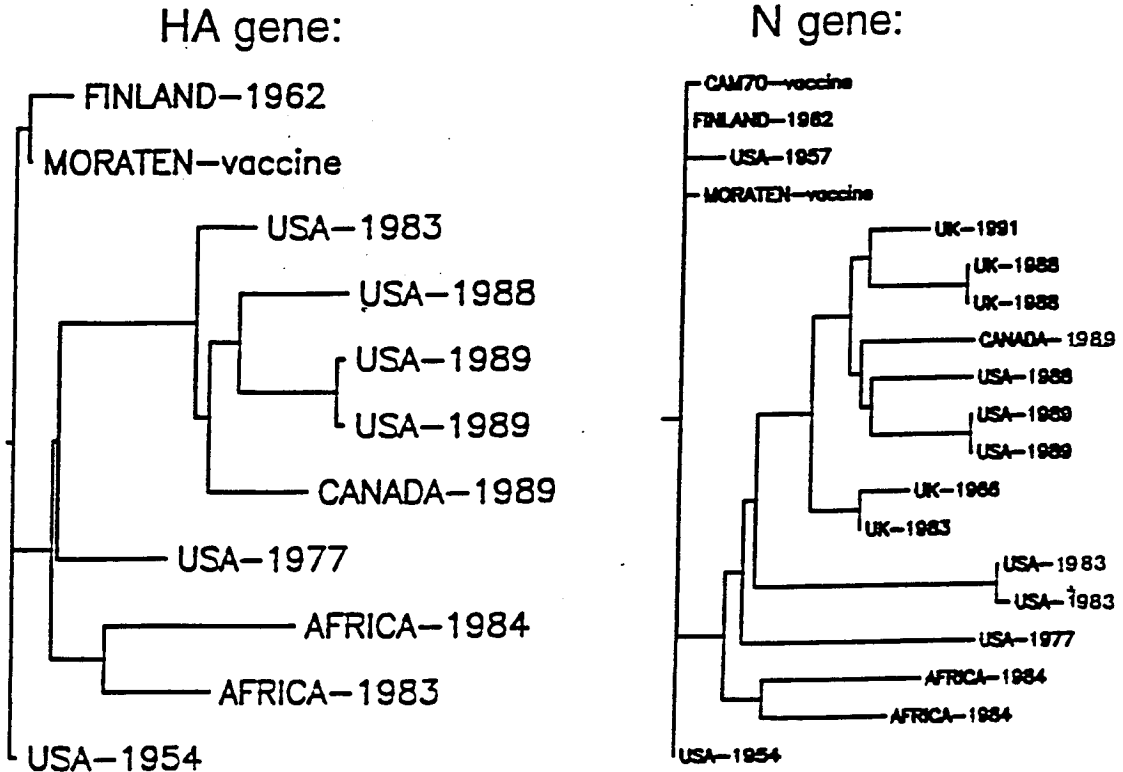 HA gene:
FINLAND-1962
MORATEN-vaccine
USA-1983
USA-1988
USA-1989
USA-1989
CANADA-1989
USA-1977
AFRICA-1984
AFRICA-1983
USA-1954
N gene:
CAM70-vaccine
FINLAND-1962
USA-1957
MORATEN-vaccine
UK-1991
UK-1988
UK-1988
CANADA-1989
USA-1988
USA-1989
USA-1989
UK-1986
UK-1983
USA-1983
USA-1983
USA-1977
AFRICA-1984
AFRICA-1984
USA-1954